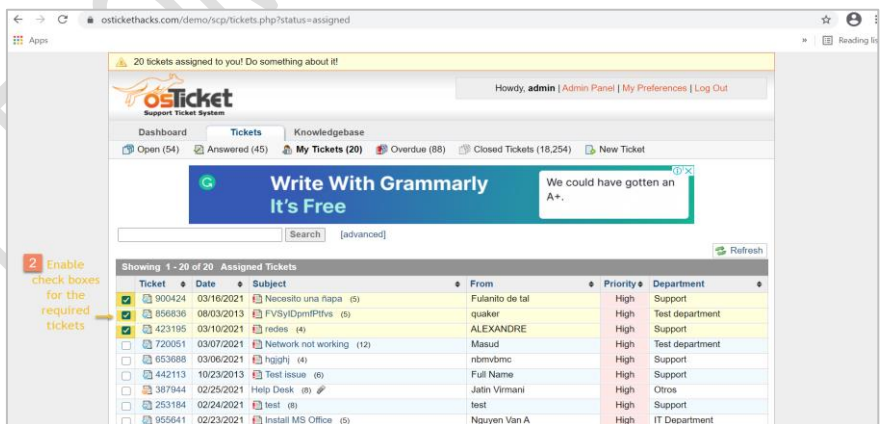 ostickethacks.com/demo/scp/tickets.php?status=assigned
Apps » Reading lis
20 tickets assigned to you! Do something about it!
osTicket
Support Ticket System
Howdy, admin | Admin Panel | My Preferences | Log Out
Dashboard Tickets Knowledgebase
Open (54) Answered (45) My Tickets (20) Overdue (88) Closed Tickets (18,254) New Ticket
G Write With Grammarly
It's Free
We could have gotten an
A+.
Search [advanced]
Refresh
2 Enable
check boxes
for the
required
tickets
Showing 1 - 20 of 20 Assigned Tickets
Ticket Date Subject From Priority Department
900424 03/16/2021 Necesito una ñapa (5) Fulanito de tal High Support
856836 08/03/2013 FVSylDpmfPtfvs (5) quaker High Test department
423195 03/10/2021 redes (4) ALEXANDRE High Support
720051 03/07/2021 Network not working (12) Masud High Test department
653688 03/06/2021 hgjghj (4) nbmvbmc High Support
442113 10/23/2013 Test issue (6) Full Name High Support
387944 02/25/2021 Help Desk (8) Jatin Virmani High Otros
253184 02/24/2021 test (8) test High Support
955641 02/23/2021 Install MS Office (5) Nguyen Van A High IT Department